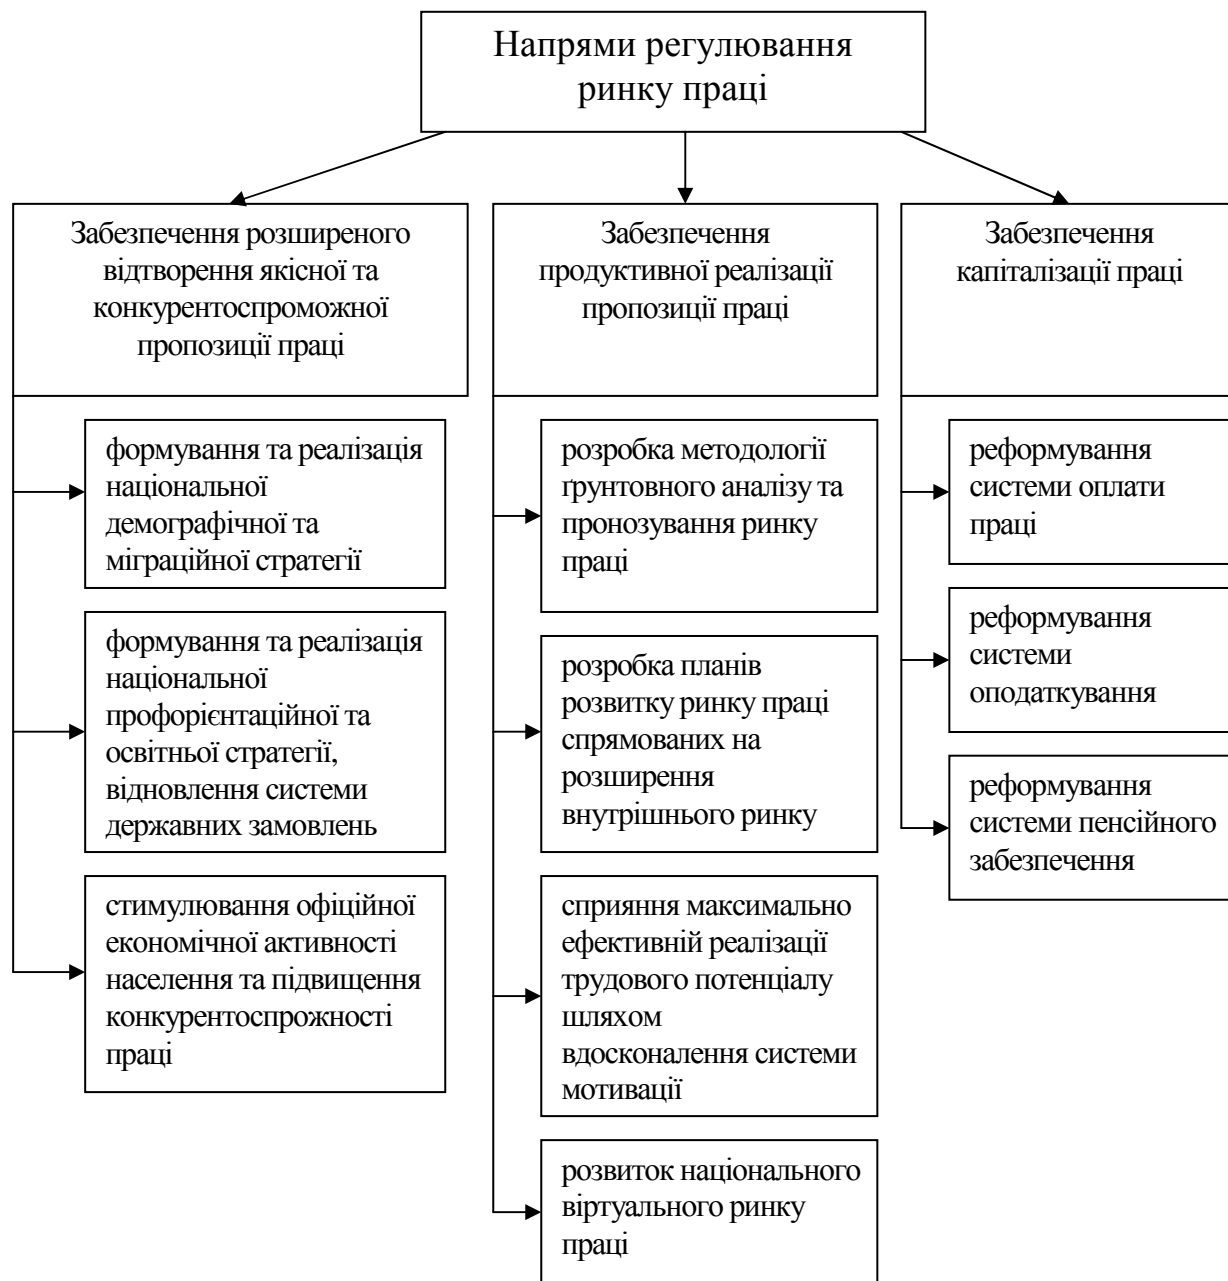 Напрями регулювання
ринку праці
Забезпечення розширеного
відтворення якісної та
конкурентоспроможної
пропозиції праці
формування та реалізація
національної
демографічної та
міграційної стратегії
формування та реалізація
національної
профорієнтаційної та
освітньої стратегії,
відновлення системи
державних замовлень
стимулювання офіційної
економічної активності
населення та підвищення
конкурентоспрожності
праці
Забезпечення
продуктивної реалізації
пропозиції праці
розробка методології
ґрунтовного аналізу та
пронозування ринку
праці
розробка планів
розвитку ринку праці
спрямованих на
розширення
внутрішнього ринку
сприяння максимально
ефективній реалізації
трудового потенціалу
шляхом
вдосконалення системи
мотивації
розвиток національного
віртуального ринку
праці
Забезпечення
капіталізації праці
реформування
системи оплати
праці
реформування
системи
оподаткування
реформування
системи пенсійного
забезпечення